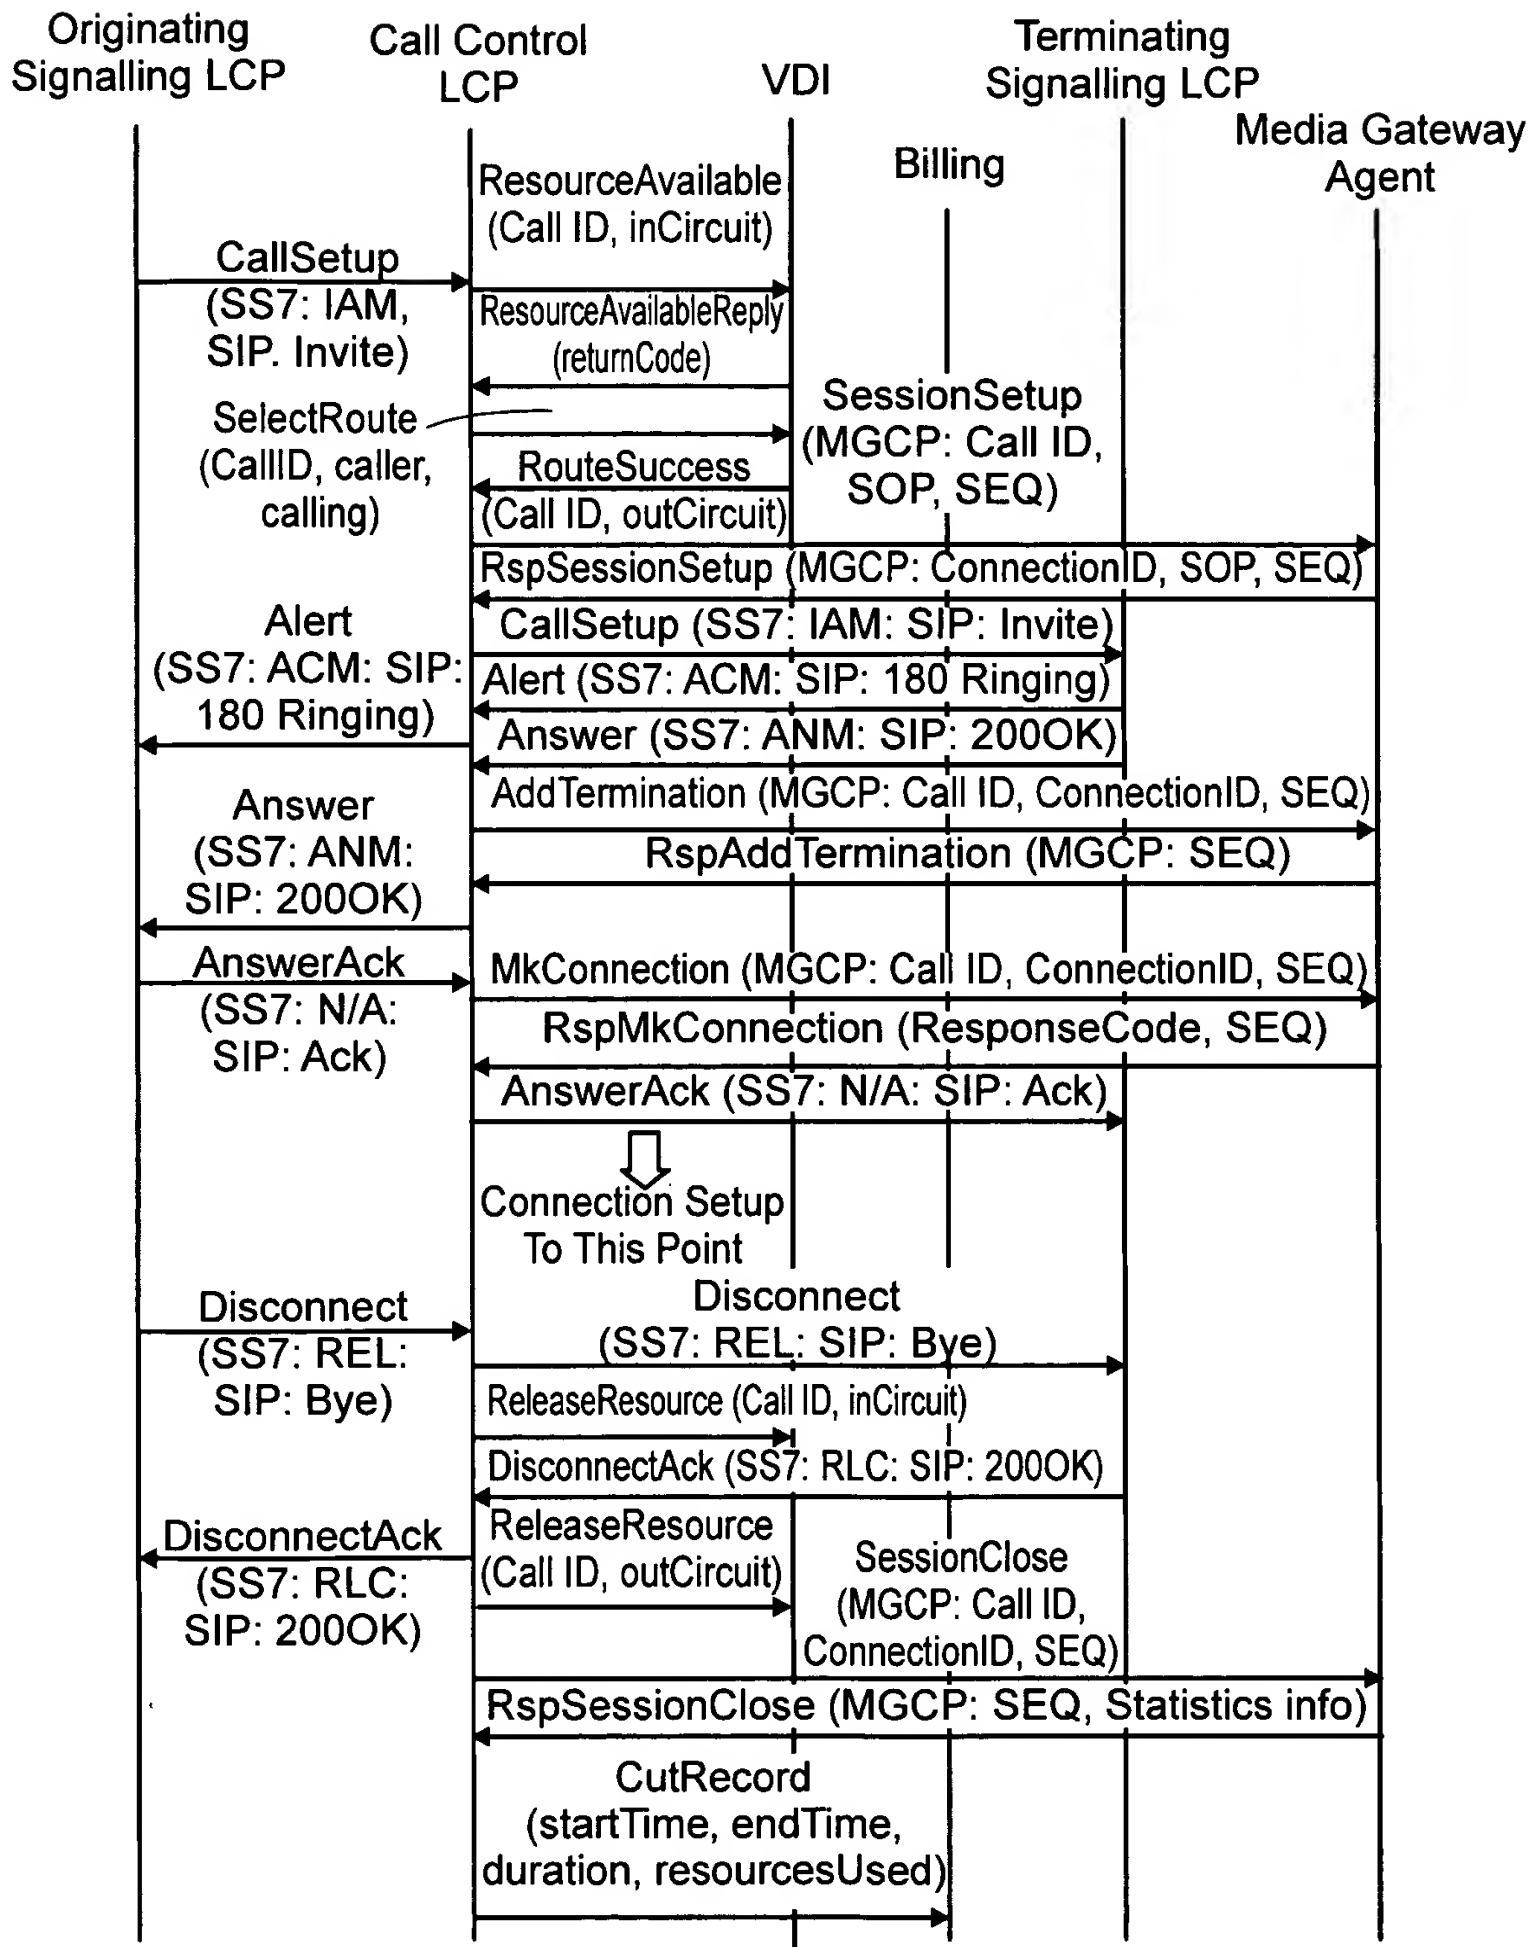 Originating
Signalling LCP
Call Control
LCP
VDI
Terminating
Signalling LCP
Billing
Media Gateway
Agent
ResourceAvailable
(Call ID, inCircuit)
CallSetup
(SS7: IAM,
SIP. Invite)
ResourceAvailableReply
(returnCode)
SelectRoute
(CallID, caller,
calling)
RouteSuccess
(Call ID, outCircuit)
SessionSetup
(MGCP: Call ID,
SOP, SEQ)
RspSessionSetup (MGCP: ConnectionID, SOP, SEQ)
CallSetup (SS7: IAM: SIP: Invite)
Alert
(SS7: ACM: SIP:
180 Ringing)
Alert (SS7: ACM: SIP: 180 Ringing)
Answer (SS7: ANM: SIP: 200OK)
AddTermination (MGCP: Call ID, ConnectionID, SEQ)
Answer
(SS7: ANM:
SIP: 200OK)
RspAddTermination (MGCP: SEQ)
AnswerAck
(SS7: N/A:
SIP: Ack)
MkConnection (MGCP: Call ID, ConnectionID, SEQ)
RspMkConnection (ResponseCode, SEQ)
AnswerAck (SS7: N/A: SIP: Ack)
Connection Setup
To This Point
Disconnect
(SS7: REL:
SIP: Bye)
Disconnect
(SS7: REL: SIP: Bye)
ReleaseResource (Call ID, inCircuit)
DisconnectAck (SS7: RLC: SIP: 200OK)
DisconnectAck
(SS7: RLC:
SIP: 200OK)
ReleaseResource
(Call ID, outCircuit)
SessionClose
(MGCP: Call ID,
ConnectionID, SEQ)
RspSessionClose (MGCP: SEQ, Statistics info)
CutRecord
(startTime, endTime,
duration, resourcesUsed)